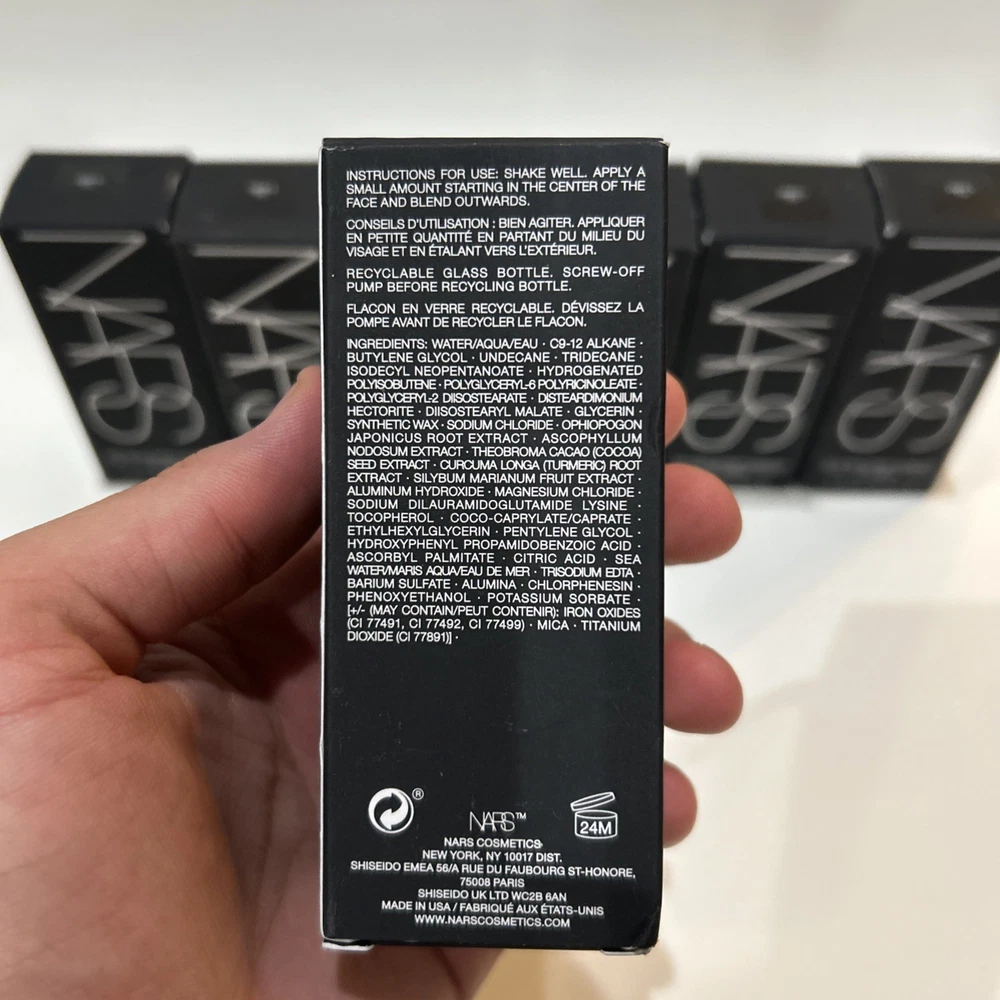 INSTRUCTIONS FOR USE: SHAKE WELL. APPLY A
SMALL AMOUNT STARTING IN THE CENTER OF THE
FACE AND BLEND OUTWARDS.
CONSEILS D'UTILISATION : BIEN AGITER. APPLIQUER
EN PETITE QUANTITÉ EN PARTANT DU MILIEU DU
VISAGE ET EN ÉTALANT VERS L'EXTÉRIEUR.
RECYCLABLE GLASS BOTTLE. SCREW-OFF
PUMP BEFORE RECYCLING BOTTLE.
FLACON EN VERRE RECYCLABLE. DÉVISSEZ LA
POMPE AVANT DE RECYCLER LE FLACON.
INGREDIENTS: WATER/AQUA/EAU · C9-12 ALKANE ·
BUTYLENE GLYCOL · UNDECANE · TRIDECANE ·
ISODECYL NEOPENTANOATE · HYDROGENATED
POLYISOBUTENE · POLYGLYCERYL-6 POLYRICINOLEATE ·
POLYGLYCERYL-2 DIISOSTEARATE · DISTEARDIMONIUM
HECTORITE · DIISOSTEARYL MALATE · GLYCERIN ·
SYNTHETIC WAX · SODIUM CHLORIDE · OPHIOPOGON
JAPONICUS ROOT EXTRACT · ASCOPHYLLUM
NODOSUM EXTRACT · THEOBROMA CACAO (COCOA)
SEED EXTRACT · CURCUMA LONGA (TURMERIC) ROOT
EXTRACT · SILYBUM MARIANUM FRUIT EXTRACT ·
ALUMINUM HYDROXIDE · MAGNESIUM CHLORIDE ·
SODIUM DILAURAMIDOGLUTAMIDE LYSINE ·
TOCOPHEROL · COCO-CAPRYLATE/CAPRATE ·
ETHYLHEXYLGLYCERIN · PENTYLENE GLYCOL ·
HYDROXYPHENYL PROPAMIDOBENZOIC ACID ·
ASCORBYL PALMITATE · CITRIC ACID · SEA
WATER/MARIS AQUA/EAU DE MER · TRISODIUM EDTA ·
BARIUM SULFATE · ALUMINA · CHLORPHENESIN ·
PHENOXYETHANOL · POTASSIUM SORBATE ·
[+/- (MAY CONTAIN/PEUT CONTENIR): IRON OXIDES
(CI 77491, CI 77492, CI 77499) · MICA · TITANIUM
DIOXIDE (CI 77891)] ·
®
NARS™
24M
NARS COSMETICS
NEW YORK, NY 10017 DIST.
SHISEIDO EMEA 56/A RUE DU FAUBOURG ST-HONORE,
75008 PARIS
SHISEIDO UK LTD WC2B 6AN
MADE IN USA / FABRIQUÉ AUX ÉTATS-UNIS
WWW.NARSCOSMETICS.COM
NARS
NARS
NARS
NARS